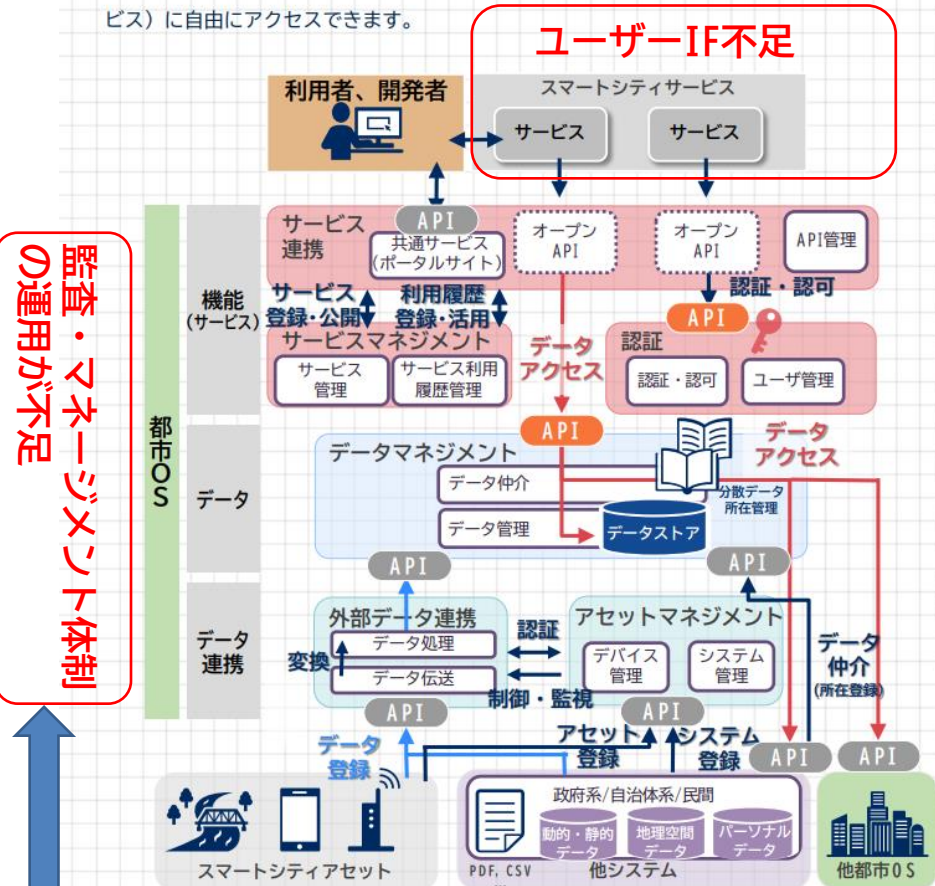 ビス）に自由にアクセスできます。
ユーザーIF不足
利用者、開発者
スマートシティサービス
サービス
サービス
監査・マネージメント体制
の運用が不足
都市OS
機能
(サービス)
サービス
連携
API
共通サービス
(ポータルサイト)
オープン
API
オープン
API
API管理
サービス
登録・公開
利用履歴
登録・活用
認証・認可
サービスマネジメント
サービス
管理
サービス利用
履歴管理
データ
アクセス
API
認証
認証・認可
ユーザ管理
データ
API
データマネジメント
データ仲介
データ管理
データストア
分散データ
所在管理
データ
アクセス
API
API
データ
連携
外部データ連携
データ処理
変換
データ伝送
認証
制御・監視
アセットマネジメント
デバイス
管理
システム
管理
データ
仲介
(所在登録)
API
API
データ
登録
アセット
登録
システム
登録
API
API
スマートシティアセット
政府系/自治体系/民間
動的・静的
データ
地理空間
データ
パーソナル
データ
PDF, CSV
他システム
他都市OS